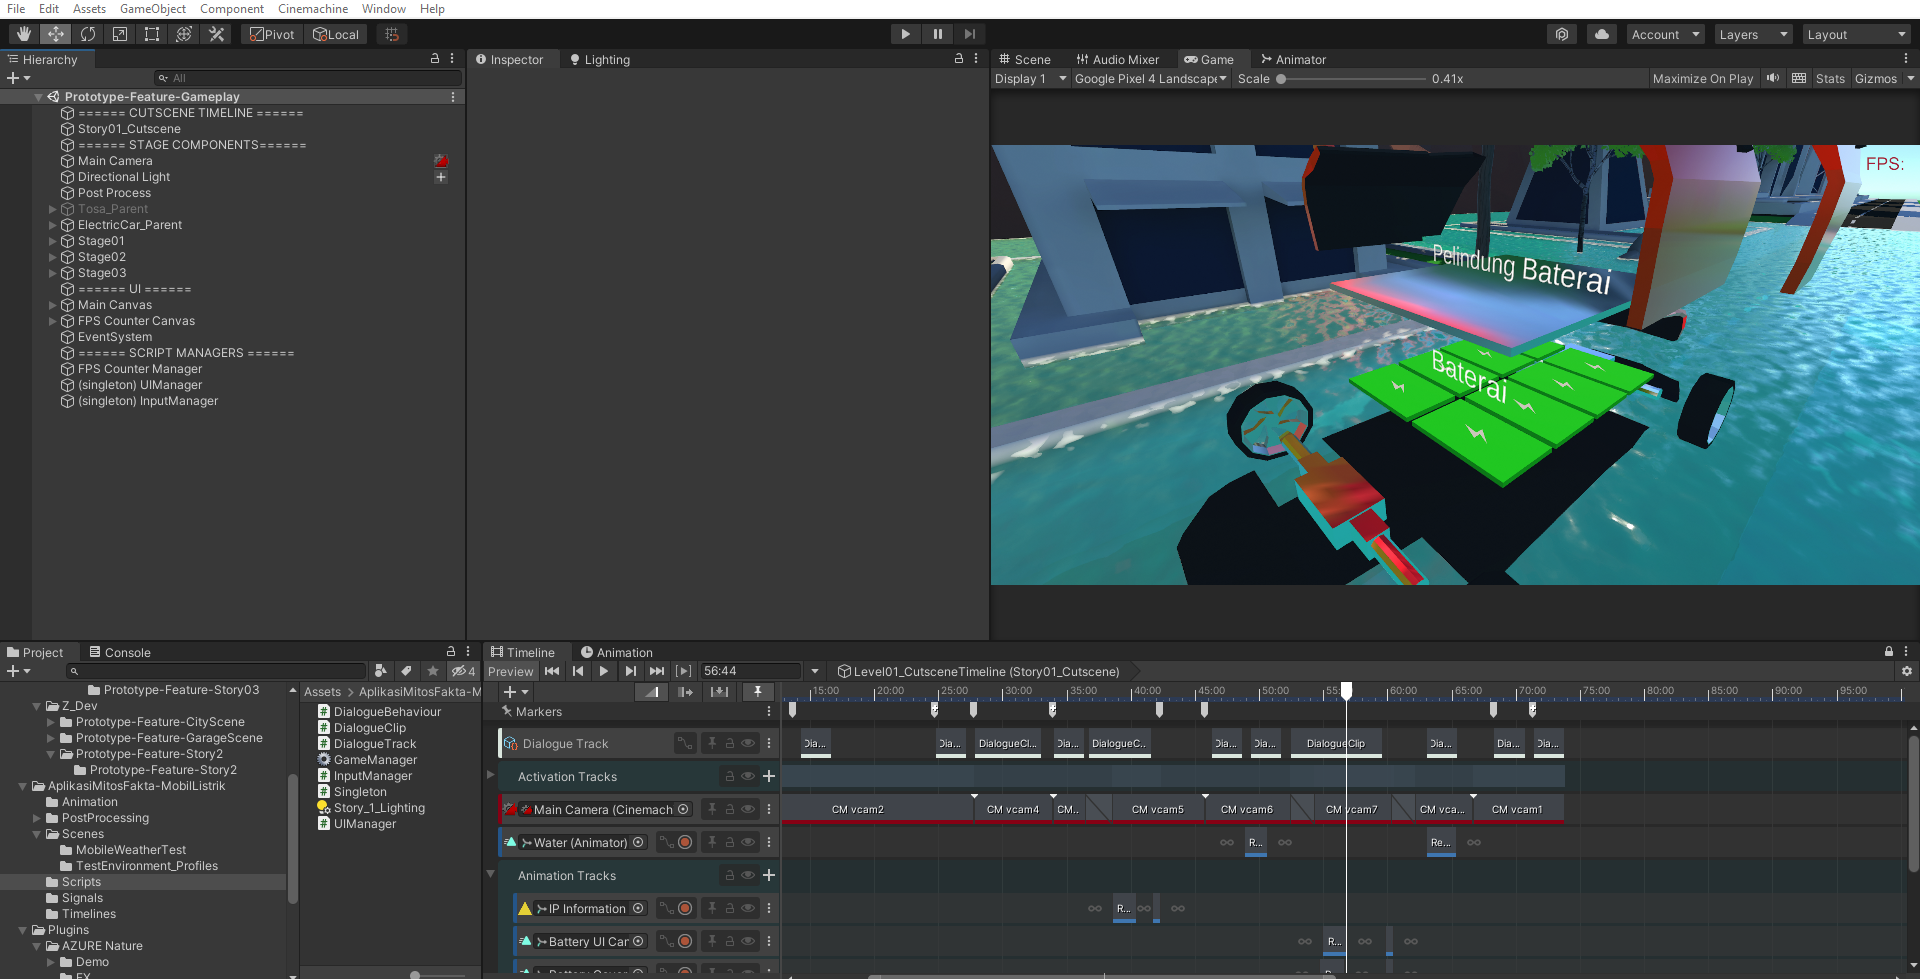 File Edit Assets GameObject Component Cinemachine Window Help
Pivot Local Account Layers Layout
Hierarchy Inspector Lighting Scene Audio Mixer Game Animator
All Display 1 Google Pixel 4 Landscape Scale 0.41x Maximize On Play Stats Gizmos
Prototype-Feature-Gameplay
====== CUTSCENE TIMELINE ======
Story01_Cutscene
====== STAGE COMPONENTS======
Main Camera
Directional Light
Post Process
Tosa_Parent
ElectricCar_Parent
Stage01
Stage02
Stage03
====== UI ======
Main Canvas
FPS Counter Canvas
EventSystem
====== SCRIPT MANAGERS ======
FPS Counter Manager
(singleton) UIManager
(singleton) InputManager
FPS:
Pelindung Baterai
Baterai
Project Console
4
Prototype-Feature-Story03
Z_Dev
Prototype-Feature-CityScene
Prototype-Feature-GarageScene
Prototype-Feature-Story2
Prototype-Feature-Story2
AplikasiMitosFakta-MobilListrik
Animation
PostProcessing
Scenes
MobileWeatherTest
TestEnvironment_Profiles
Scripts
Signals
Timelines
Plugins
AZURE Nature
Demo
FX
Assets > AplikasiMitosFakta-M
DialogueBehaviour
DialogueClip
DialogueTrack
GameManager
InputManager
Singleton
Story_1_Lighting
UIManager
Timeline Animation
Preview 56:44 Level01_CutsceneTimeline (Story01_Cutscene)
15:00 20:00 25:00 30:00 35:00 40:00 45:00 50:00 55: 60:00 65:00 70:00 75:00 80:00 85:00 90:00 95:00
Markers
Dialogue Track Dia... Dia... DialogueCl... Dia... DialogueC.. Dia... Dia... DialogueClip Dia... Dia... Dia...
Activation Tracks
Main Camera (Cinemach CM vcam2 CM vcam4 CM.. CM vcam5 CM vcam6 CM vcam7 CM vca... CM vcam1
Water (Animator) R... Re...
Animation Tracks
IP Information R...
Battery UI Car R...